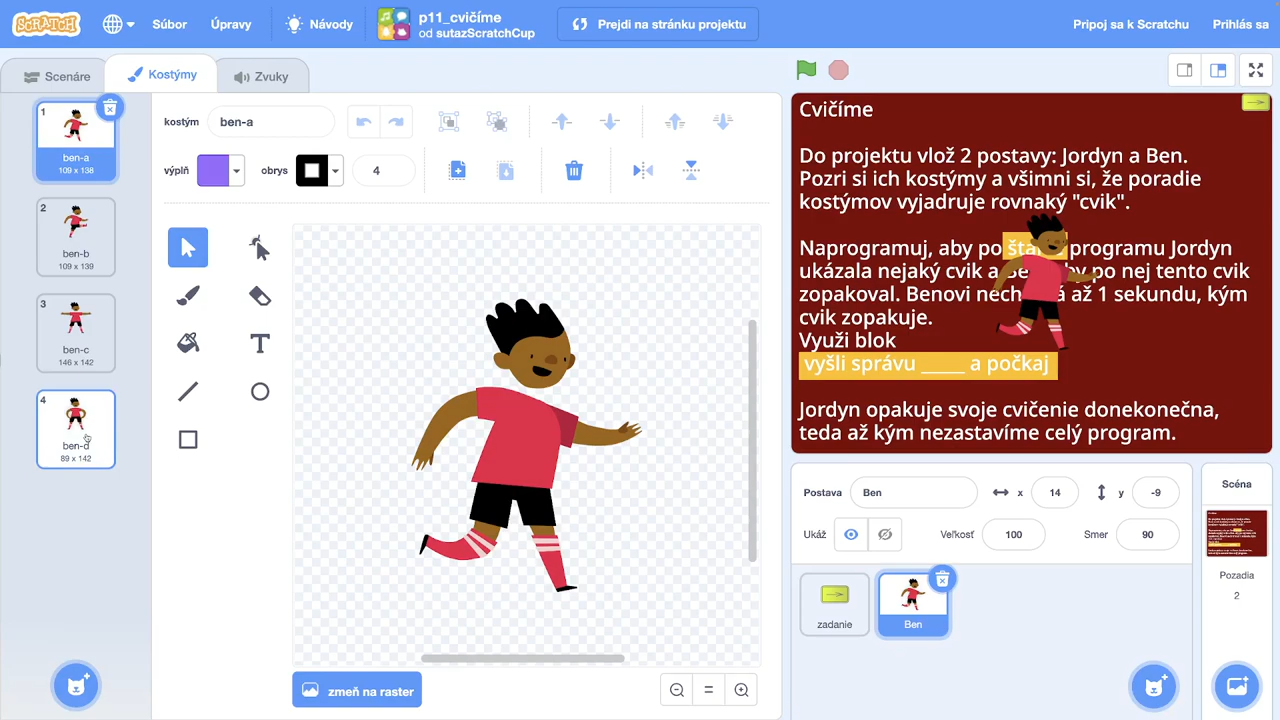 SCRATCH
Súbor
Úpravy
Návody
p11_cvičíme
od sutazScratchCup
Prejdi na stránku projektu
Pripoj sa k Scratchu
Prihlás sa
Scenáre
Kostýmy
Zvuky
kostým
ben-a
výplň
obrys
4
1
ben-a
109 x 138
2
ben-b
109 x 139
3
ben-c
146 x 142
4
ben-d
89 x 142
zmeň na raster
Cvičíme
Do projektu vlož 2 postavy: Jordyn a Ben.
Pozri si ich kostýmy a všimni si, že poradie
kostýmov vyjadruje rovnaký "cvik".
Naprogramuj, aby po programu Jordyn
ukázala nejaký cvik a po nej tento cvik
zopakoval. Benovi až 1 sekundu, kým
cvik zopakuje.
Využi blok
vyšli správu _____ a počkaj
Jordyn opakuje svoje cvičenie donekonečna,
teda až kým nezastavíme celý program.
Postava
Ben
x
14
y
-9
Ukáž
Veľkosť
100
Smer
90
zadanie
Ben
Scéna
Pozadia
2